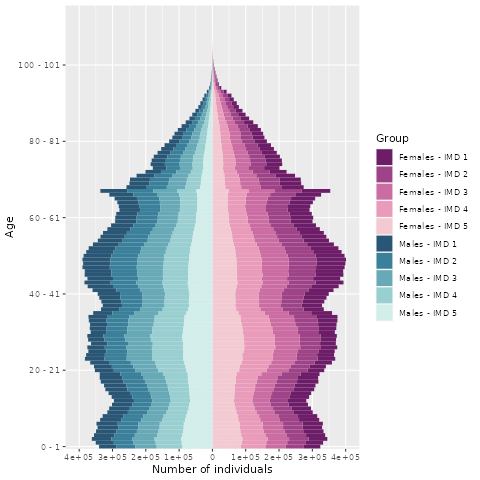 Age
100 - 101
80 - 81
60 - 61
40 - 41
20 - 21
0 - 1
4e+05 3e+05 2e+05 1e+05 0 1e+05 2e+05 3e+05 4e+05
Number of individuals
Group
Females - IMD 1
Females - IMD 2
Females - IMD 3
Females - IMD 4
Females - IMD 5
Males - IMD 1
Males - IMD 2
Males - IMD 3
Males - IMD 4
Males - IMD 5